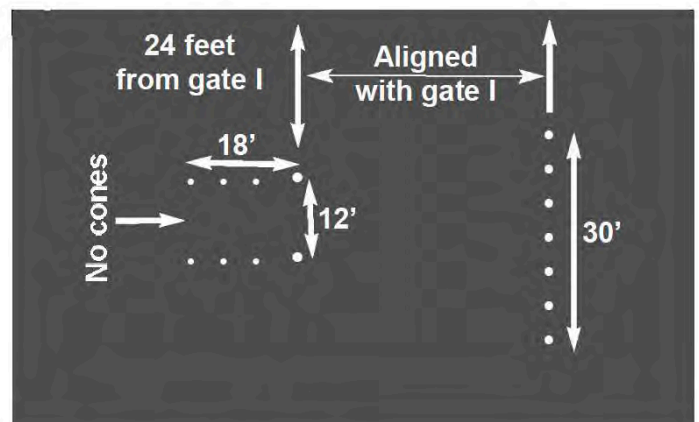 24 feet
from gate I
Aligned
with gate I
18’
No cones
12’
30’